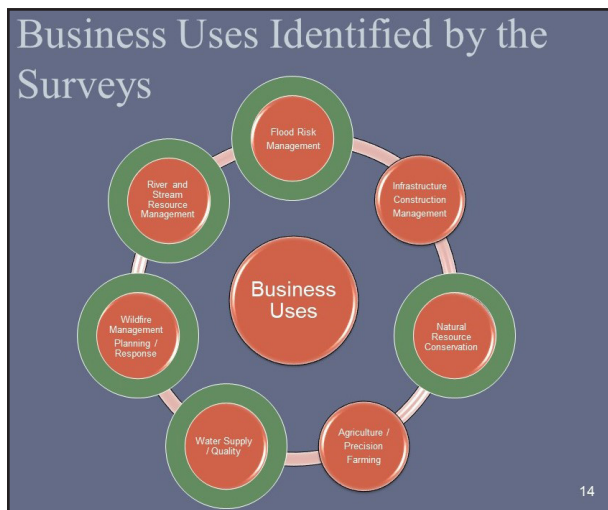 Business Uses Identified by the
Surveys
Flood Risk
Management
Infrastructure
Construction
Management
Natural
Resource
Conservation
Agriculture /
Precision
Farming
Water Supply
/ Quality
Wildfire
Management
Planning /
Response
River and
Stream
Resource
Management
Business
Uses
14